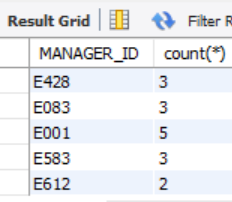 Result Grid Filter R
MANAGER_ID count(*)
E428 3
E083 3
E001 5
E583 3
E612 2